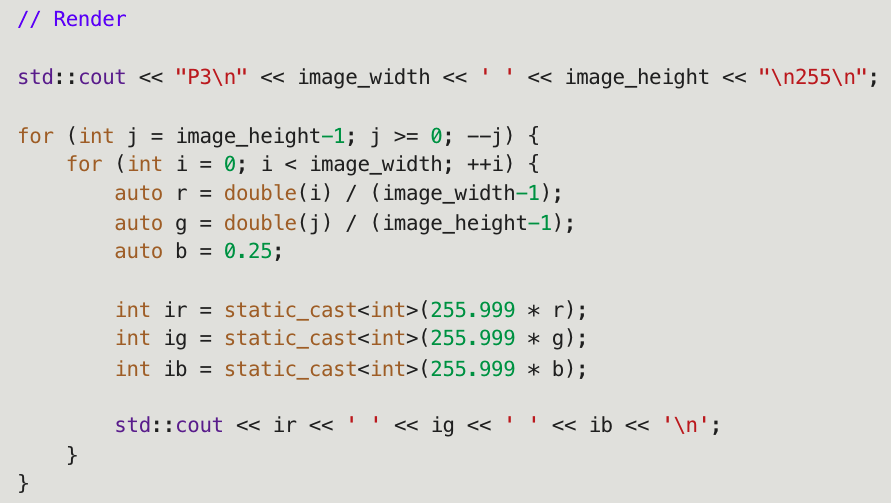 // Render

std::cout << "P3\n" << image_width << ' ' << image_height << "\n255\n";

for (int j = image_height-1; j >= 0; --j) {
    for (int i = 0; i < image_width; ++i) {
        auto r = double(i) / (image_width-1);
        auto g = double(j) / (image_height-1);
        auto b = 0.25;

        int ir = static_cast<int>(255.999 * r);
        int ig = static_cast<int>(255.999 * g);
        int ib = static_cast<int>(255.999 * b);

        std::cout << ir << ' ' << ig << ' ' << ib << '\n';
    }
}